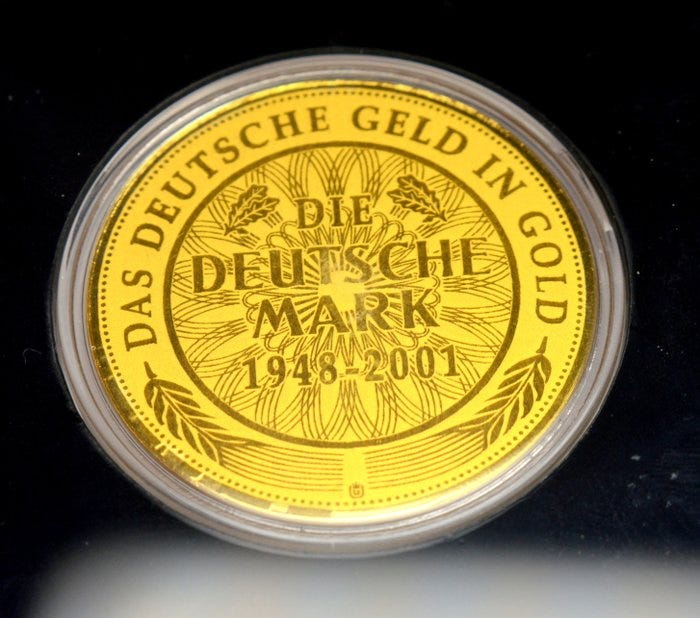 DAS DEUTSCHE GELD IN GOLD
DIE
DEUTSCHE
MARK
1948-2001